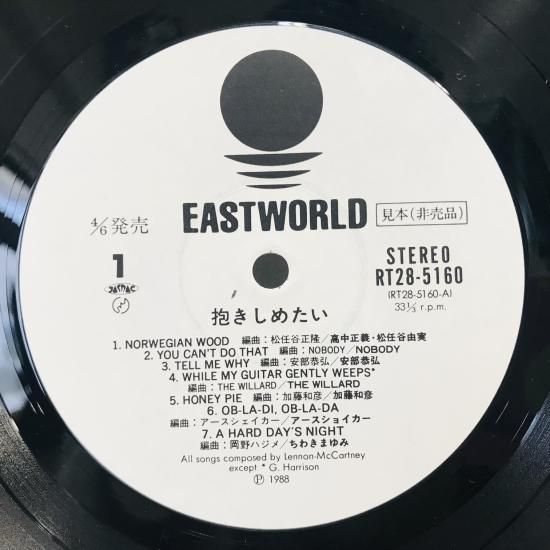 EASTWORLD
見本(非売品)
4/6発売
1
JASRAC
STEREO
RT28-5160
(RT28-5160-A)
33⅓ r.p.m.
抱きしめたい
1. NORWEGIAN WOOD 編曲:松任谷正隆/高中正義・松任谷由実
2. YOU CAN'T DO THAT 編曲:NOBODY/NOBODY
3. TELL ME WHY 編曲:安部恭弘/安部恭弘
4. WHILE MY GUITAR GENTLY WEEPS*
編曲:THE WILLARD/THE WILLARD
5. HONEY PIE 編曲:加藤和彦/加藤和彦
6. OB-LA-DI, OB-LA-DA
編曲:アースシェイカー/アースシェイカー
7. A HARD DAY'S NIGHT
編曲:岡野ハジメ/ちわきまゆみ
All songs composed by Lennon-McCartney
except * G. Harrison
Ⓟ 1988